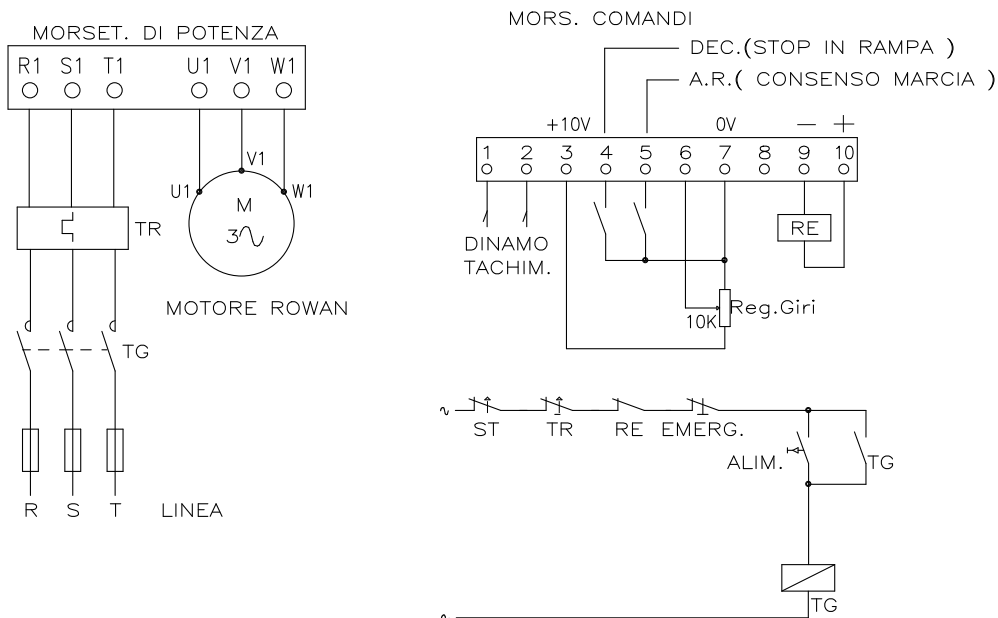 MORSET. DI POTENZA
R1 S1 T1 U1 V1 W1
V1
U1 W1
M
3
TR
MOTORE ROWAN
TG
R S T LINEA
MORS. COMANDI
DEC.(STOP IN RAMPA )
A.R.( CONSENSO MARCIA )
+10V 0V − +
1 2 3 4 5 6 7 8 9 10
DINAMO
TACHIM.
RE
Reg.Giri
10K
~
ST TR RE EMERG.
ALIM. TG
TG
~